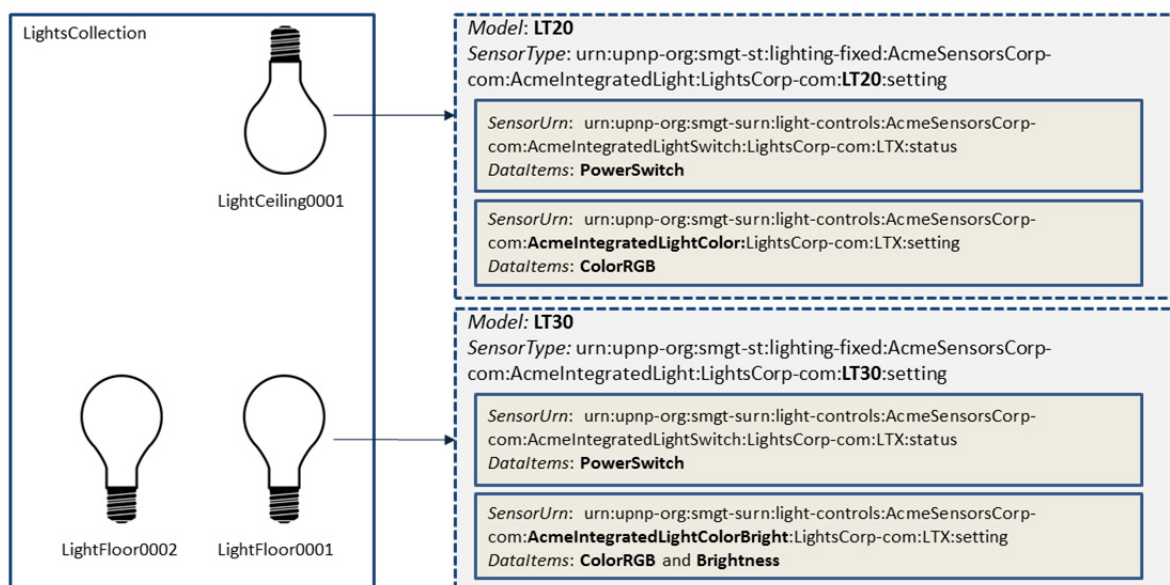 LightsCollection
LightCeiling0001
LightFloor0002
LightFloor0001
Model: LT20
SensorType: urn:upnp-org:smgt-st:lighting-fixed:AcmeSensorsCorp-
com:AcmeIntegratedLight:LightsCorp-com:LT20:setting
SensorUrn: urn:upnp-org:smgt-surn:light-controls:AcmeSensorsCorp-
com:AcmeIntegratedLightSwitch:LightsCorp-com:LTX:status
DataItems: PowerSwitch
SensorUrn: urn:upnp-org:smgt-surn:light-controls:AcmeSensorsCorp-
com:AcmeIntegratedLightColor:LightsCorp-com:LTX:setting
DataItems: ColorRGB
Model: LT30
SensorType: urn:upnp-org:smgt-st:lighting-fixed:AcmeSensorsCorp-
com:AcmeIntegratedLight:LightsCorp-com:LT30:setting
SensorUrn: urn:upnp-org:smgt-surn:light-controls:AcmeSensorsCorp-
com:AcmeIntegratedLightSwitch:LightsCorp-com:LTX:status
DataItems: PowerSwitch
SensorUrn: urn:upnp-org:smgt-surn:light-controls:AcmeSensorsCorp-
com:AcmeIntegratedLightColorBright:LightsCorp-com:LTX:setting
DataItems: ColorRGB and Brightness